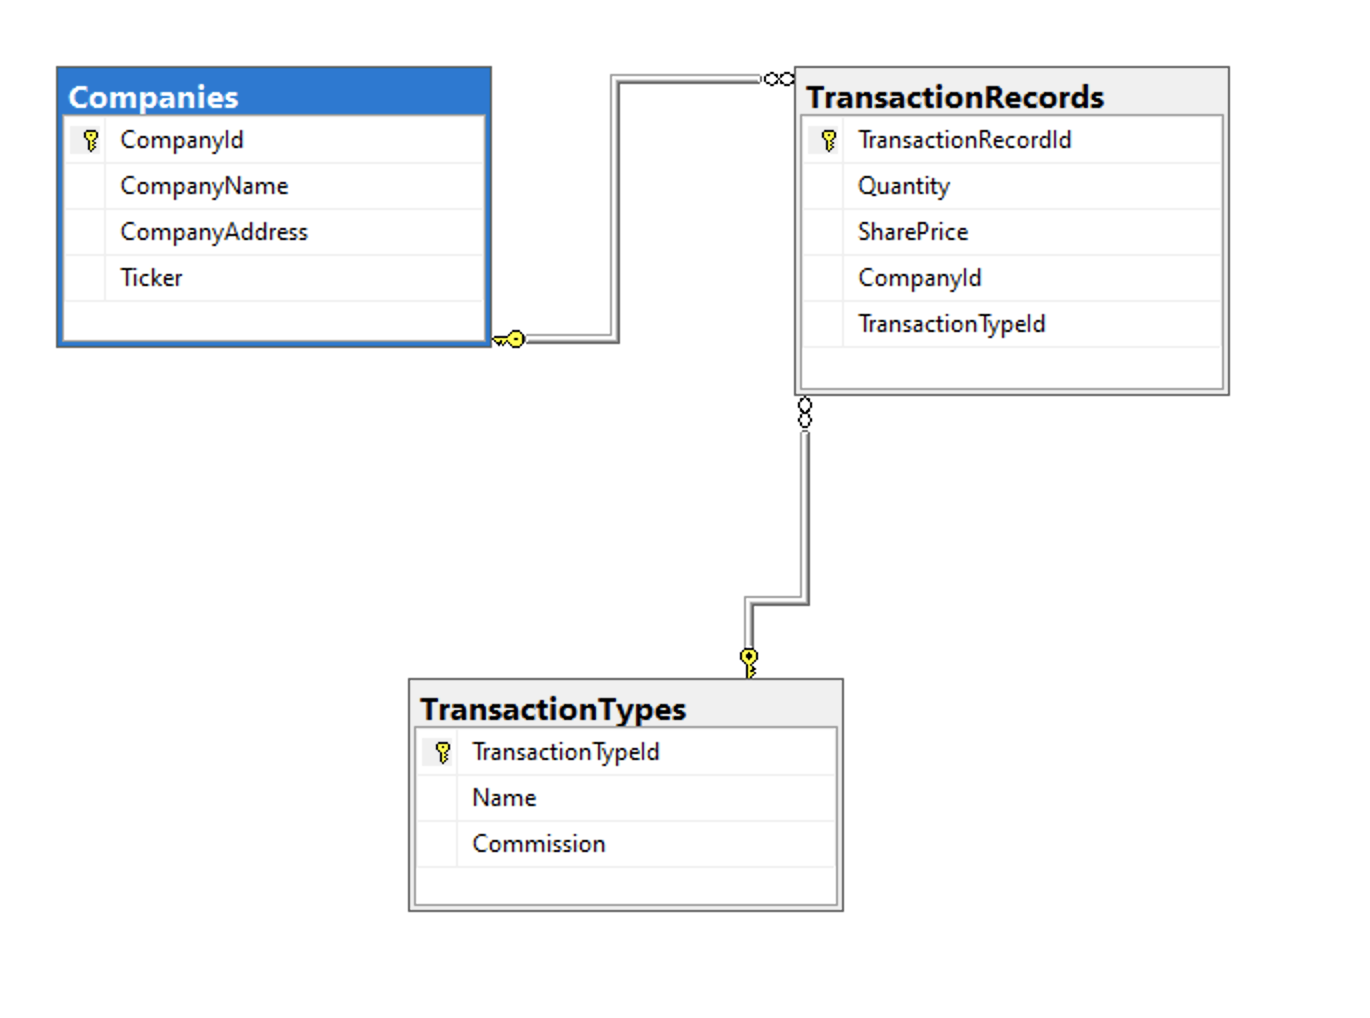 Companies
CompanyId
CompanyName
CompanyAddress
Ticker
TransactionRecords
TransactionRecordId
Quantity
SharePrice
CompanyId
TransactionTypeId
TransactionTypes
TransactionTypeId
Name
Commission